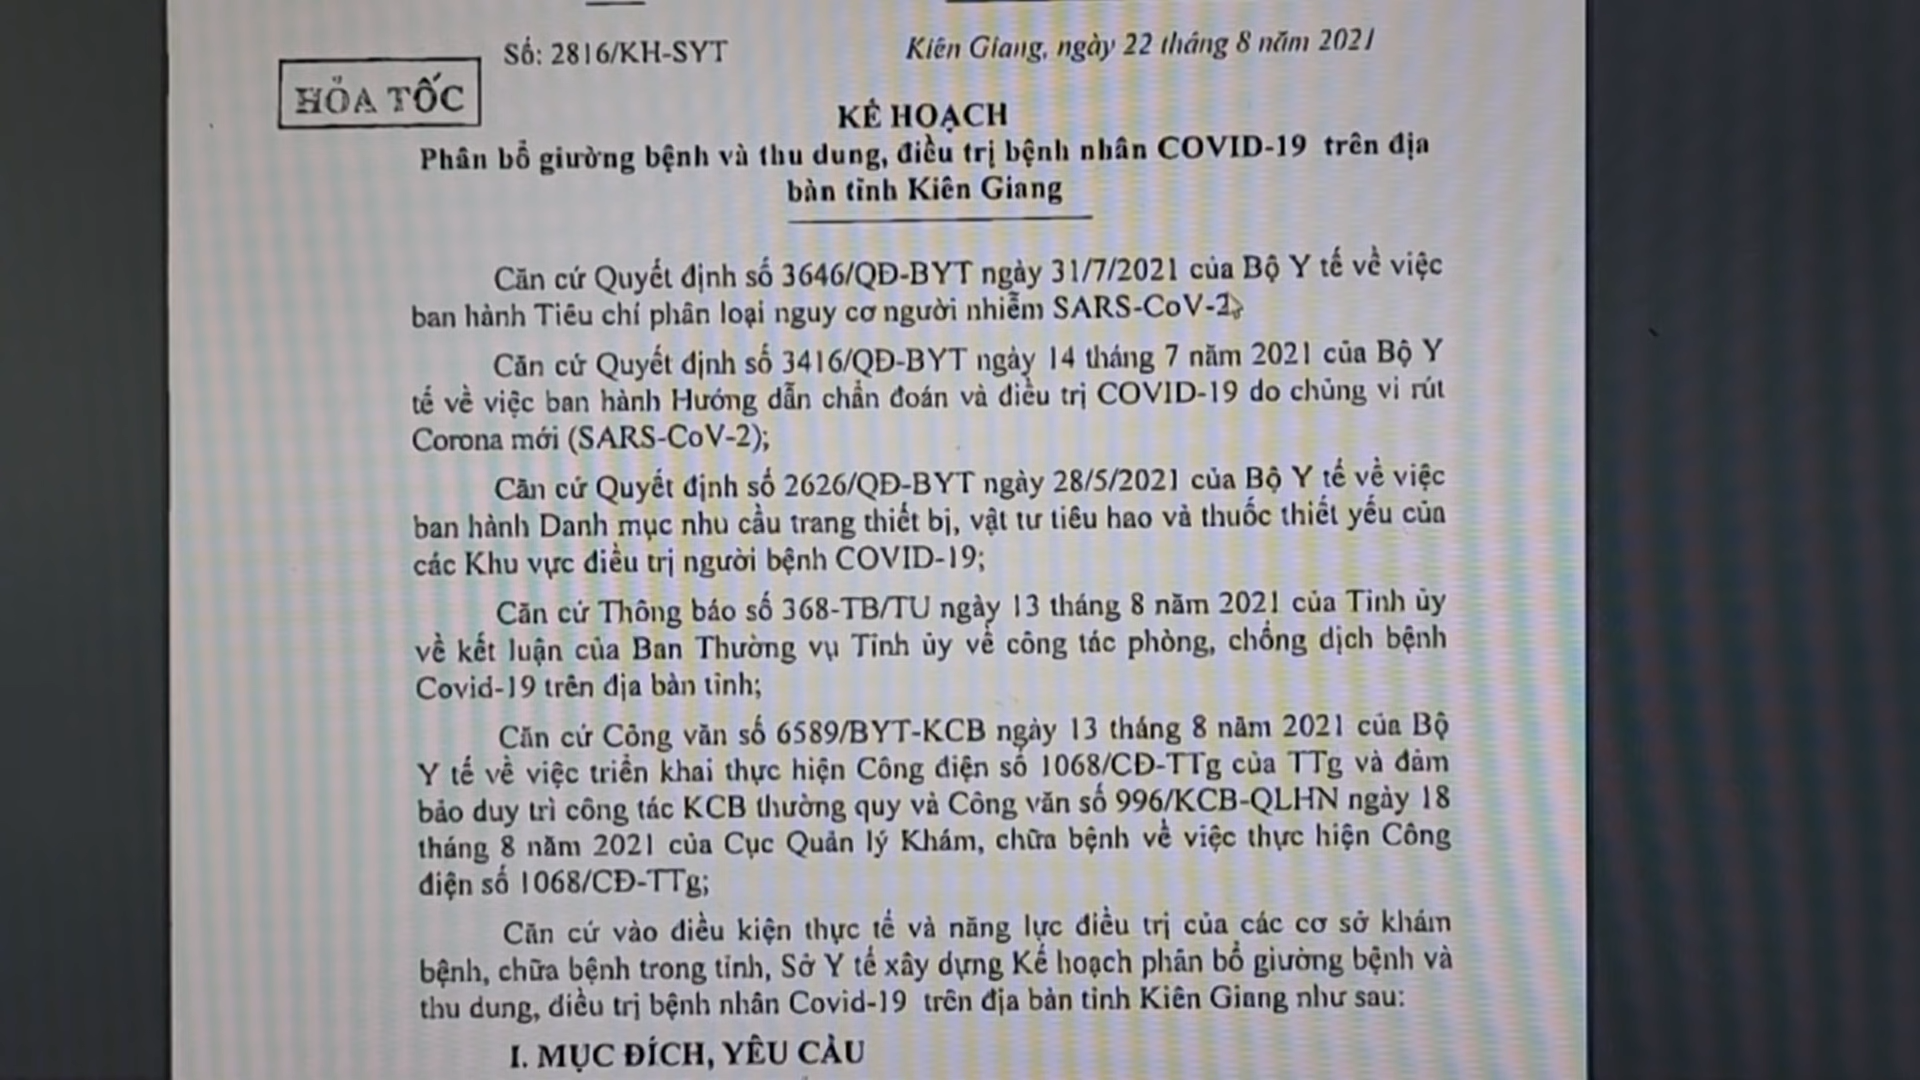 Số: 2816/KH-SYT
Kiên Giang, ngày 22 tháng 8 năm 2021
HỎA TỐC
KẾ HOẠCH
Phân bổ giường bệnh và thu dung, điều trị bệnh nhân COVID-19 trên địa
bàn tỉnh Kiên Giang
Căn cứ Quyết định số 3646/QĐ-BYT ngày 31/7/2021 của Bộ Y tế về việc
ban hành Tiêu chí phân loại nguy cơ người nhiễm SARS-CoV-2
Căn cứ Quyết định số 3416/QĐ-BYT ngày 14 tháng 7 năm 2021 của Bộ Y
tế về việc ban hành Hướng dẫn chẩn đoán và điều trị COVID-19 do chủng vi rút
Corona mới (SARS-CoV-2);
Căn cứ Quyết định số 2626/QĐ-BYT ngày 28/5/2021 của Bộ Y tế về việc
ban hành Danh mục nhu cầu trang thiết bị, vật tư tiêu hao và thuốc thiết yếu của
các Khu vực điều trị người bệnh COVID-19;
Căn cứ Thông báo số 368-TB/TU ngày 13 tháng 8 năm 2021 của Tỉnh ủy
về kết luận của Ban Thường vụ Tỉnh ủy về công tác phòng, chống dịch bệnh
Covid-19 trên địa bàn tỉnh;
Căn cứ Công văn số 6589/BYT-KCB ngày 13 tháng 8 năm 2021 của Bộ
Y tế về việc triển khai thực hiện Công điện số 1068/CĐ-TTg của TTg và đảm
bảo duy trì công tác KCB thường quy và Công văn số 996/KCB-QLHN ngày 18
tháng 8 năm 2021 của Cục Quản lý Khám, chữa bệnh về việc thực hiện Công
điện số 1068/CĐ-TTg;
Căn cứ vào điều kiện thực tế và năng lực điều trị của các cơ sở khám
bệnh, chữa bệnh trong tỉnh, Sở Y tế xây dựng Kế hoạch phân bổ giường bệnh và
thu dung, điều trị bệnh nhân Covid-19 trên địa bàn tỉnh Kiên Giang như sau:
I. MỤC ĐÍCH, YÊU CẦU